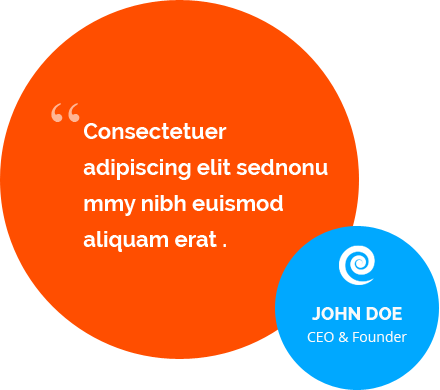 “
Consectetuer
adipiscing elit sednonu
mmy nibh euismod
aliquam erat .
JOHN DOE
CEO & Founder